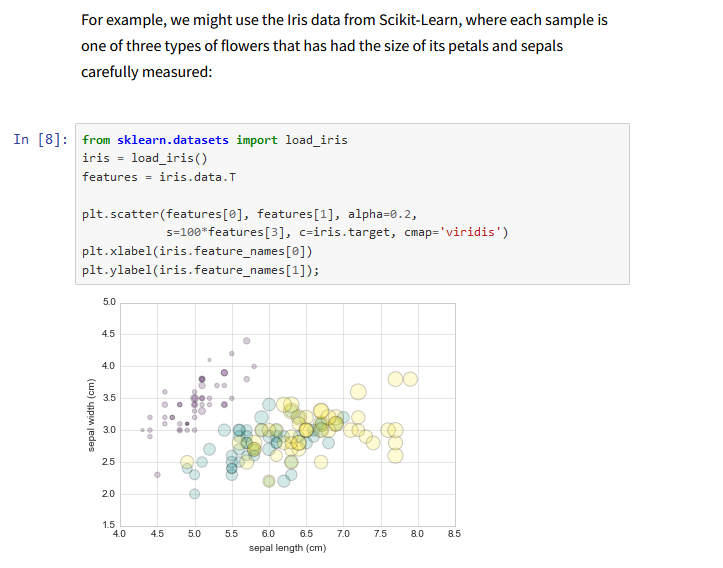 For example, we might use the Iris data from Scikit-Learn, where each sample is
one of three types of flowers that has had the size of its petals and sepals
carefully measured:
In [8]: from sklearn.datasets import load_iris
iris = load_iris()
features = iris.data.T
plt.scatter(features[0], features[1], alpha=0.2,
s=100*features[3], c=iris.target, cmap='viridis')
plt.xlabel(iris.feature_names[0])
plt.ylabel(iris.feature_names[1]);
5.0
4.5
4.0
3.5
3.0
2.5
2.0
1.5
sepal width (cm)
4.0 4.5 5.0 5.5 6.0 6.5 7.0 7.5 8.0 8.5
sepal length (cm)